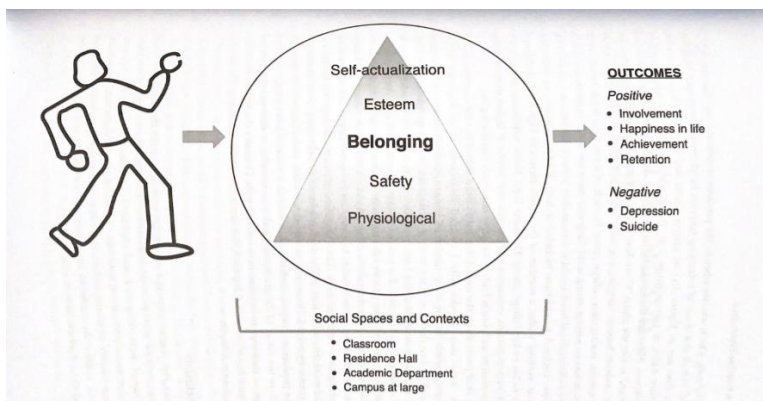 Self-actualization
Esteem
Belonging
Safety
Physiological
OUTCOMES
Positive
• Involvement
• Happiness in life
• Achievement
• Retention
Negative
• Depression
• Suicide
Social Spaces and Contexts
• Classroom
• Residence Hall
• Academic Department
• Campus at large